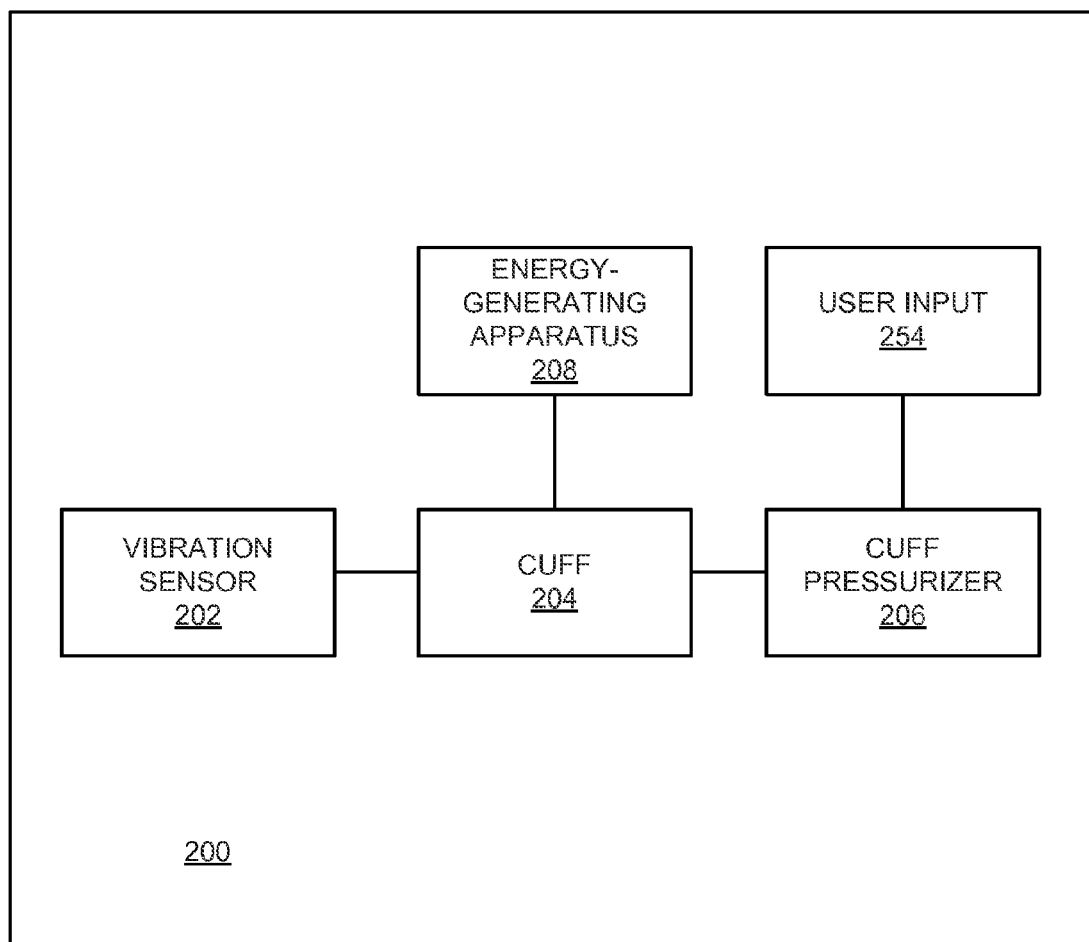 ENERGY-
GENERATING
APPARATUS
208
USER INPUT
254
VIBRATION
SENSOR
202
CUFF
204
CUFF
PRESSURIZER
206
200